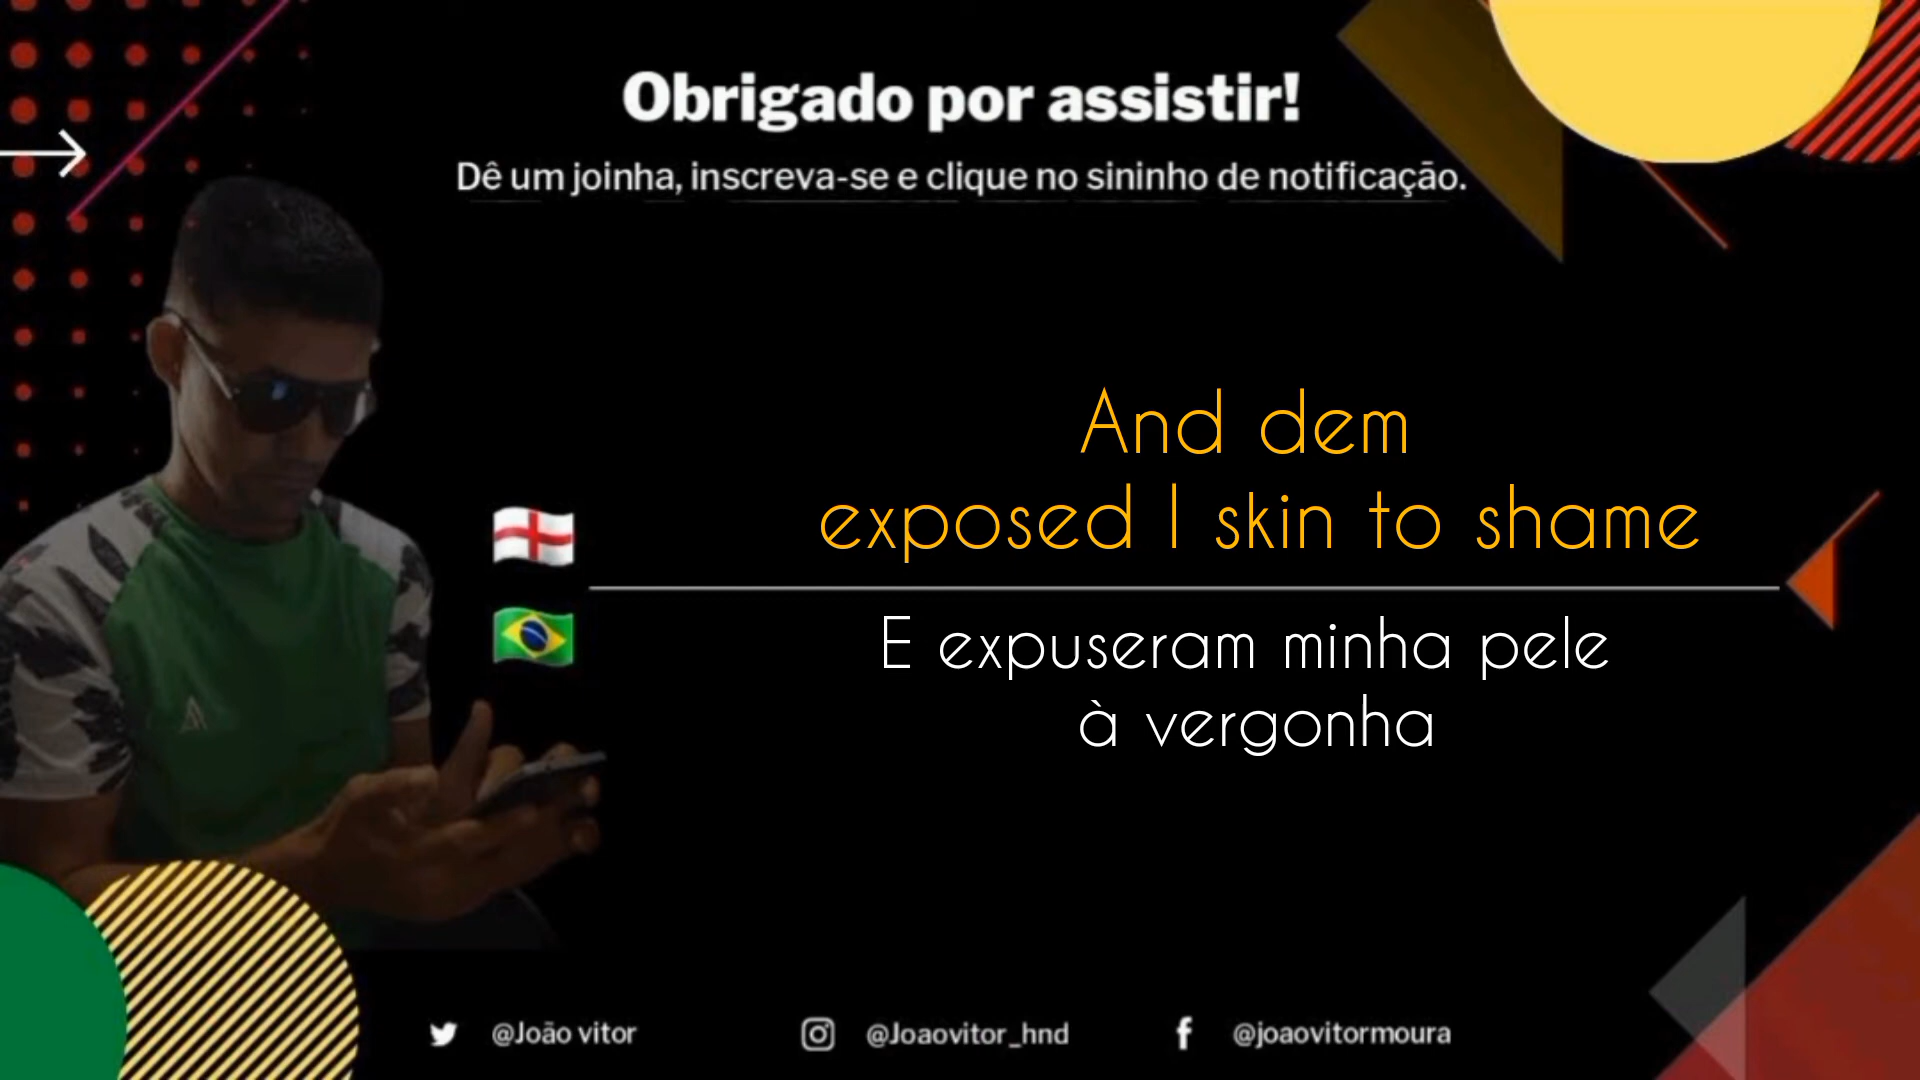 Obrigado por assistir!
Dê um joinha, inscreva-se e clique no sininho de notificação.
And dem
exposed I skin to shame
E expuseram minha pele
à vergonha
@João vitor
@Joaovitor_hnd
@joaovitormoura